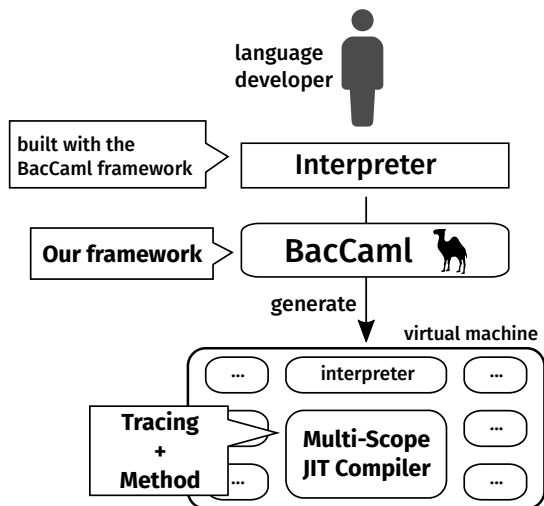 language
developer
built with the
BacCaml framework
Interpreter
Our framework
BacCaml
generate
virtual machine
...
interpreter
...
Tracing
+
Method
Multi-Scope
JIT Compiler
...
...
...